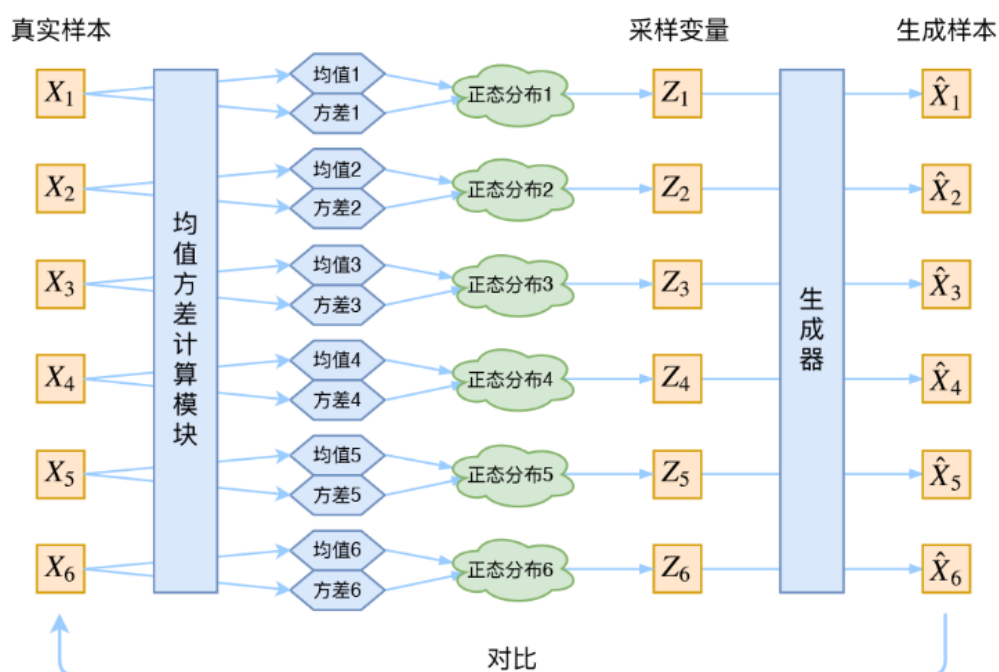 真实样本 采样变量 生成样本
均值1
X₁ 正态分布1 Z₁ X̂₁
方差1
均值2
X₂ 正态分布2 Z₂ X̂₂
方差2
均值3
X₃ 正态分布3 Z₃ X̂₃
方差3
均值4
X₄ 正态分布4 Z₄ X̂₄
方差4
均值5
X₅ 正态分布5 Z₅ X̂₅
方差5
均值6
X₆ 正态分布6 Z₆ X̂₆
方差6
均值方差计算模块
生成器
对比